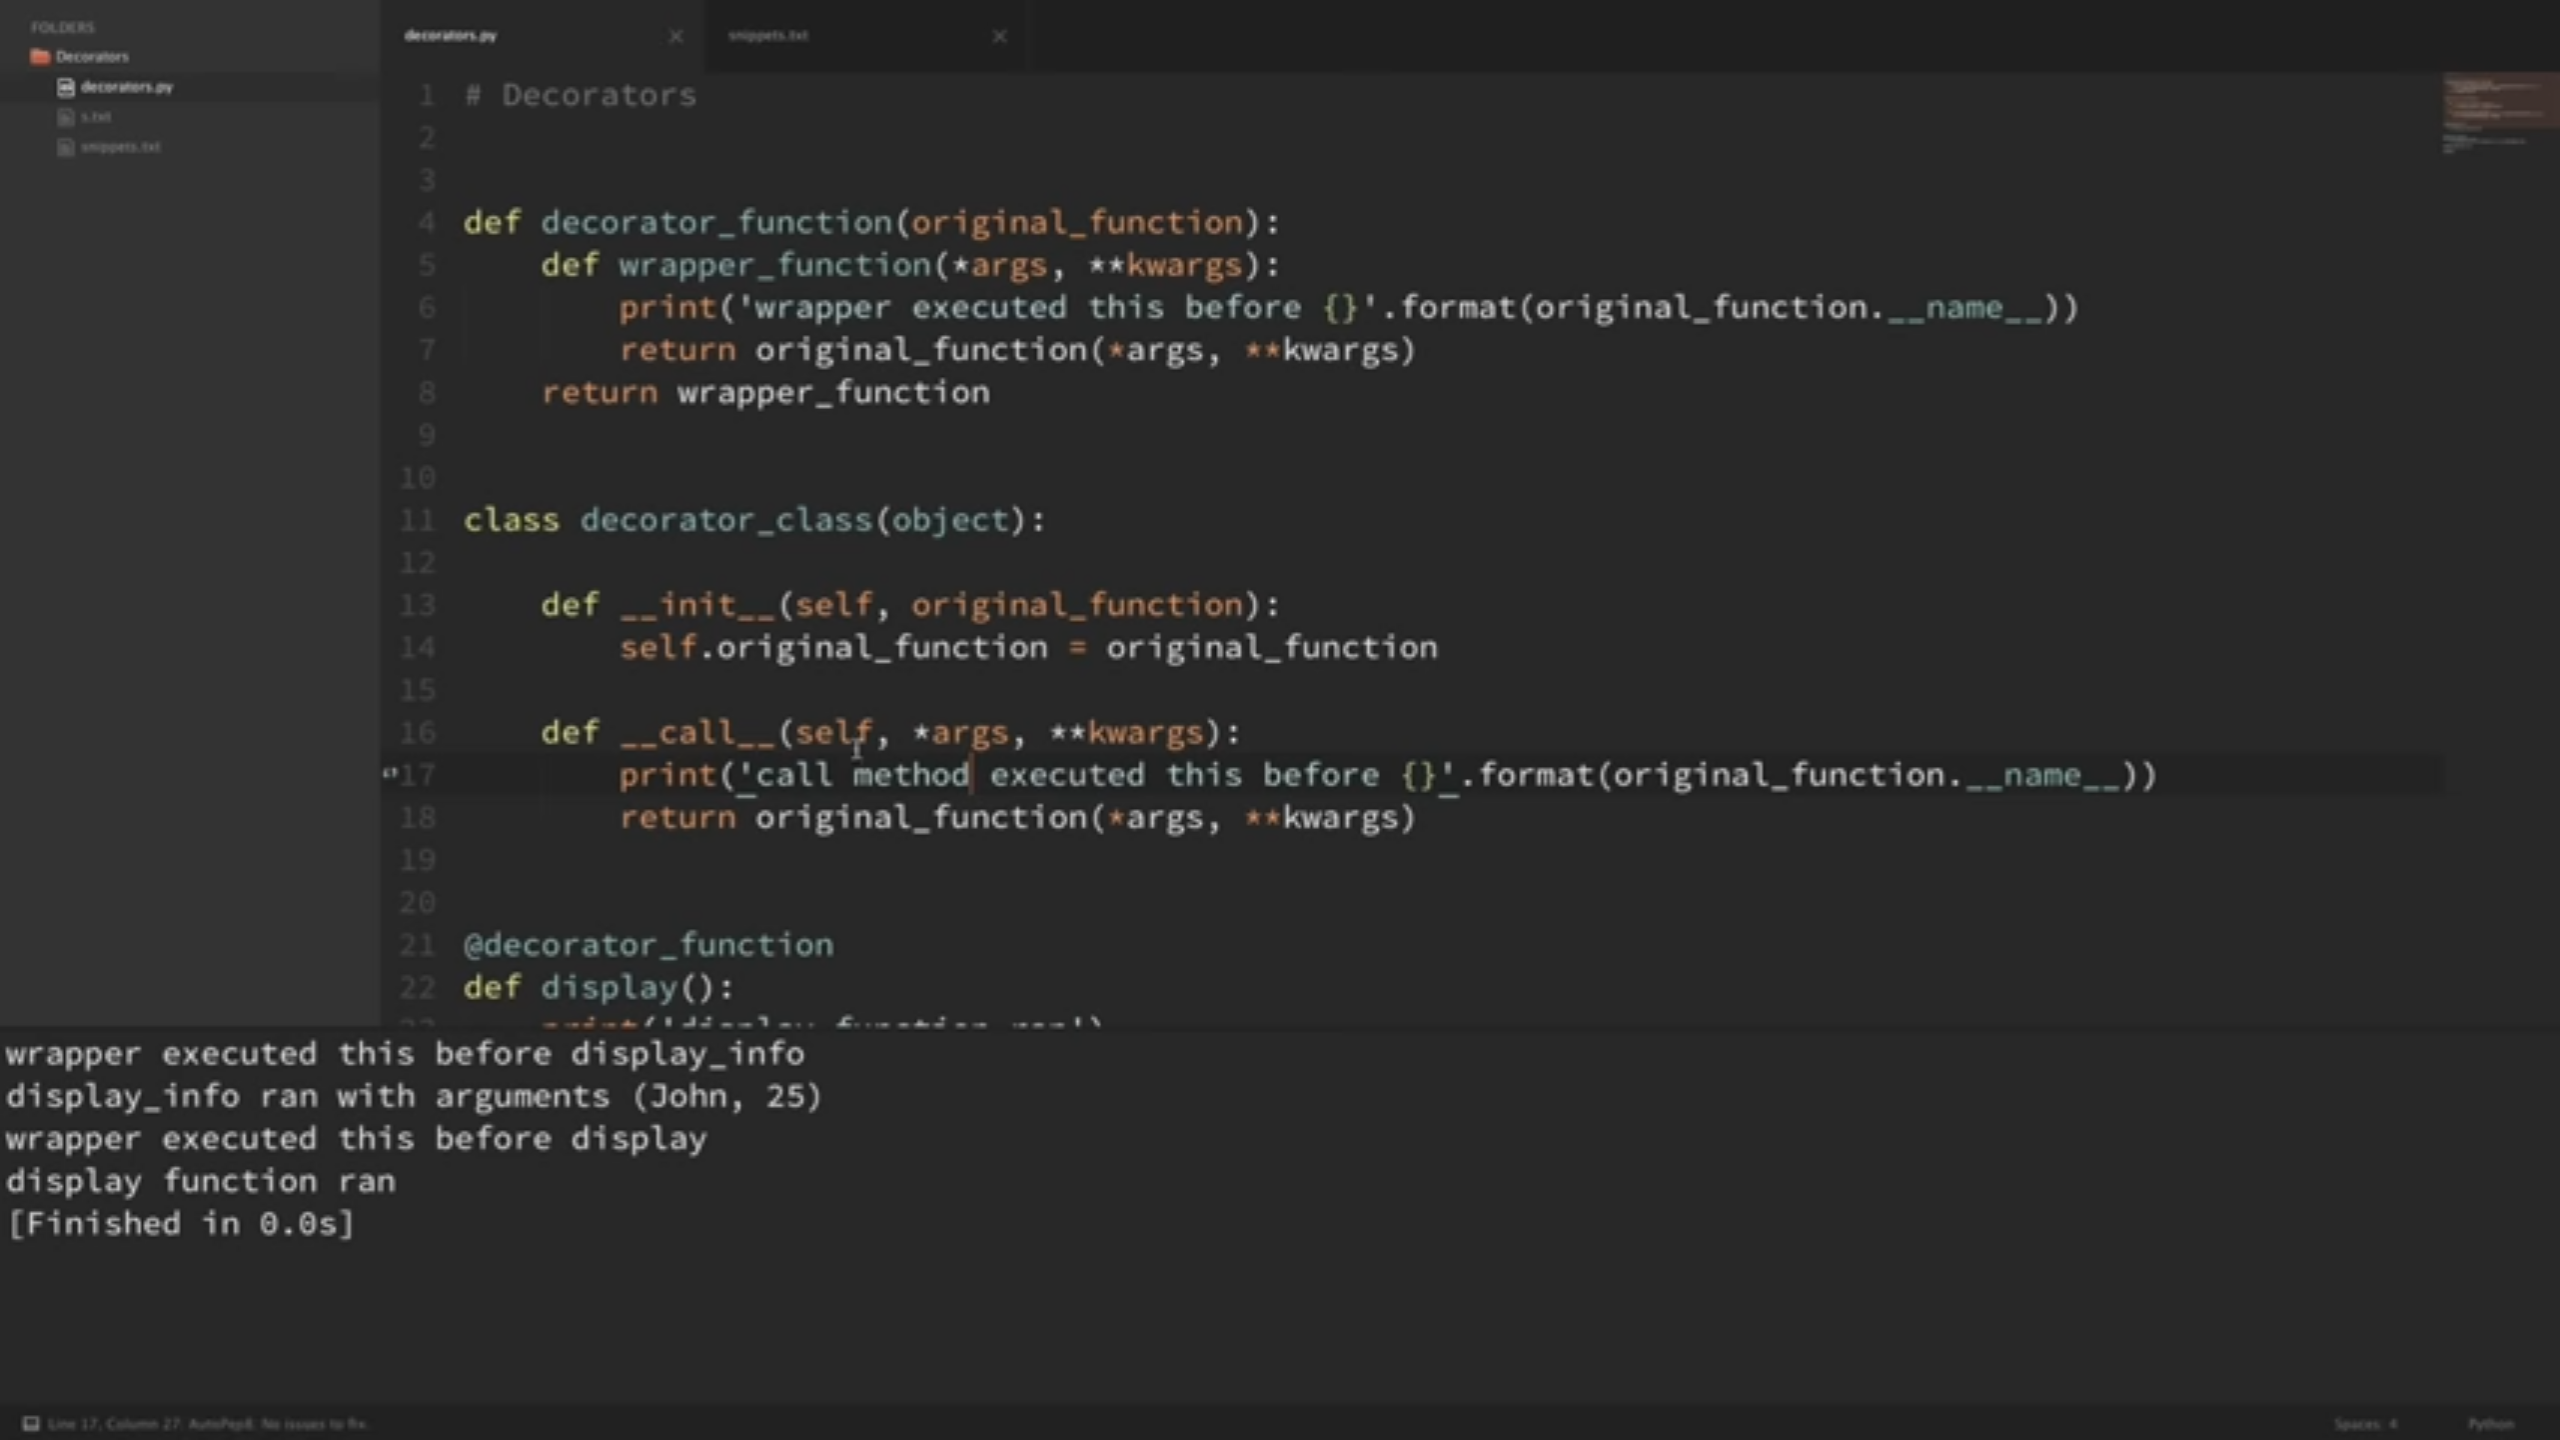 FOLDERS
Decorators
decorators.py
s.txt
snippets.txt
decorators.py
snippets.txt
1 # Decorators
2
3
4 def decorator_function(original_function):
5     def wrapper_function(*args, **kwargs):
6         print('wrapper executed this before {}'.format(original_function.__name__))
7         return original_function(*args, **kwargs)
8     return wrapper_function
9
10
11 class decorator_class(object):
12
13     def __init__(self, original_function):
14         self.original_function = original_function
15
16     def __call__(self, *args, **kwargs):
17         print('call method executed this before {}'.format(original_function.__name__))
18         return original_function(*args, **kwargs)
19
20
21 @decorator_function
22 def display():
23     print('display function ran')
wrapper executed this before display_info
display_info ran with arguments (John, 25)
wrapper executed this before display
display function ran
[Finished in 0.0s]
Line 17, Column 27: AutoPep8: No issues to fix.
Spaces: 4
Python